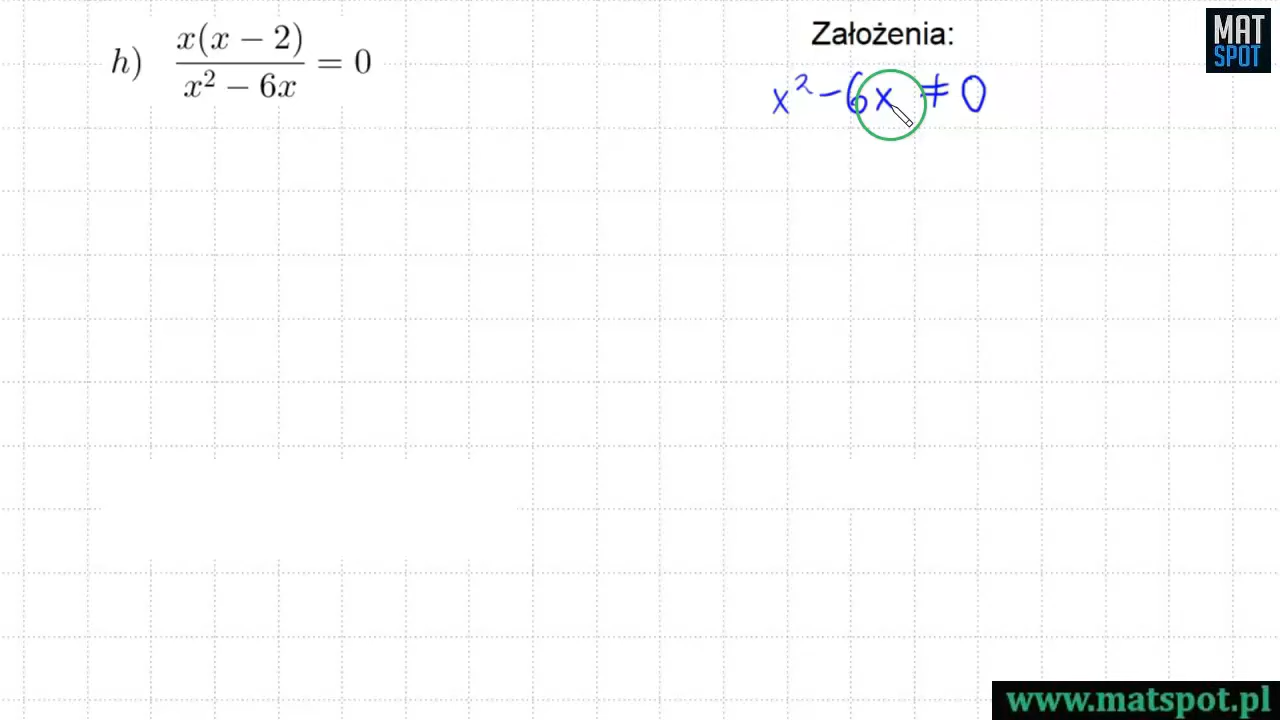 h) x(x − 2) / x² − 6x = 0
Założenia:
x² − 6x ≠ 0
MAT
SPOT
www.matspot.pl